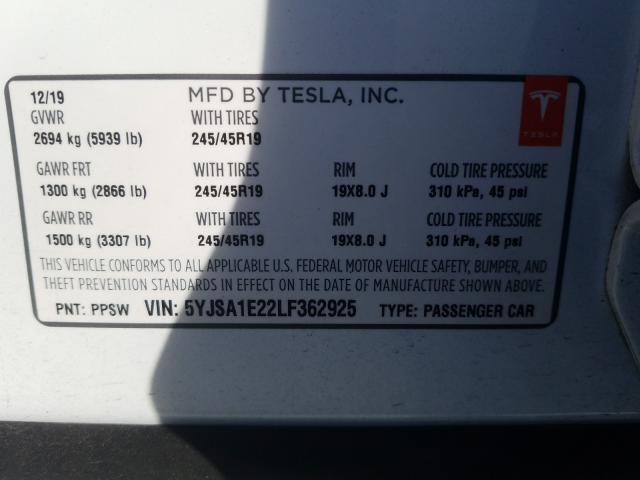 12/19 MFD BY TESLA, INC.
TESLA
GVWR WITH TIRES
2694 kg (5939 lb) 245/45R19
GAWR FRT WITH TIRES RIM COLD TIRE PRESSURE
1300 kg (2866 lb) 245/45R19 19X8.0 J 310 kPa, 45 psi
GAWR RR WITH TIRES RIM COLD TIRE PRESSURE
1500 kg (3307 lb) 245/45R19 19X8.0 J 310 kPa, 45 psi
THIS VEHICLE CONFORMS TO ALL APPLICABLE U.S. FEDERAL MOTOR VEHICLE SAFETY, BUMPER, AND
THEFT PREVENTION STANDARDS IN EFFECT ON THE DATE OF MANUFACTURE SHOWN ABOVE.
PNT: PPSW VIN: 5YJSA1E22LF362925 TYPE: PASSENGER CAR